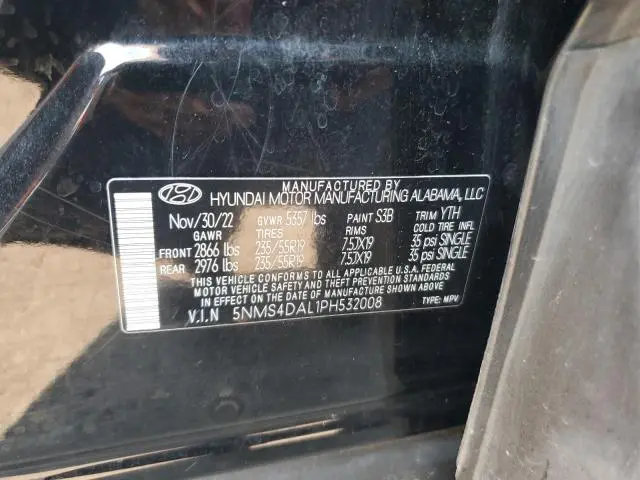 MANUFACTURED BY
HYUNDAI MOTOR MANUFACTURING ALABAMA, LLC
Nov/30/22 GVWR 5357 lbs PAINT S3B TRIM YTH
GAWR TIRES RIMS COLD TIRE INFL
FRONT 2866 lbs 235/55R19 7.5JX19 35 psi SINGLE
REAR 2976 lbs 235/55R19 7.5JX19 35 psi SINGLE
THIS VEHICLE CONFORMS TO ALL APPLICABLE U.S.A. FEDERAL
MOTOR VEHICLE SAFETY AND THEFT PREVENTION STANDARDS
IN EFFECT ON THE DATE OF MANUFACTURE SHOWN ABOVE.
V.I.N 5NMS4DAL1PH532008 TYPE: MPV